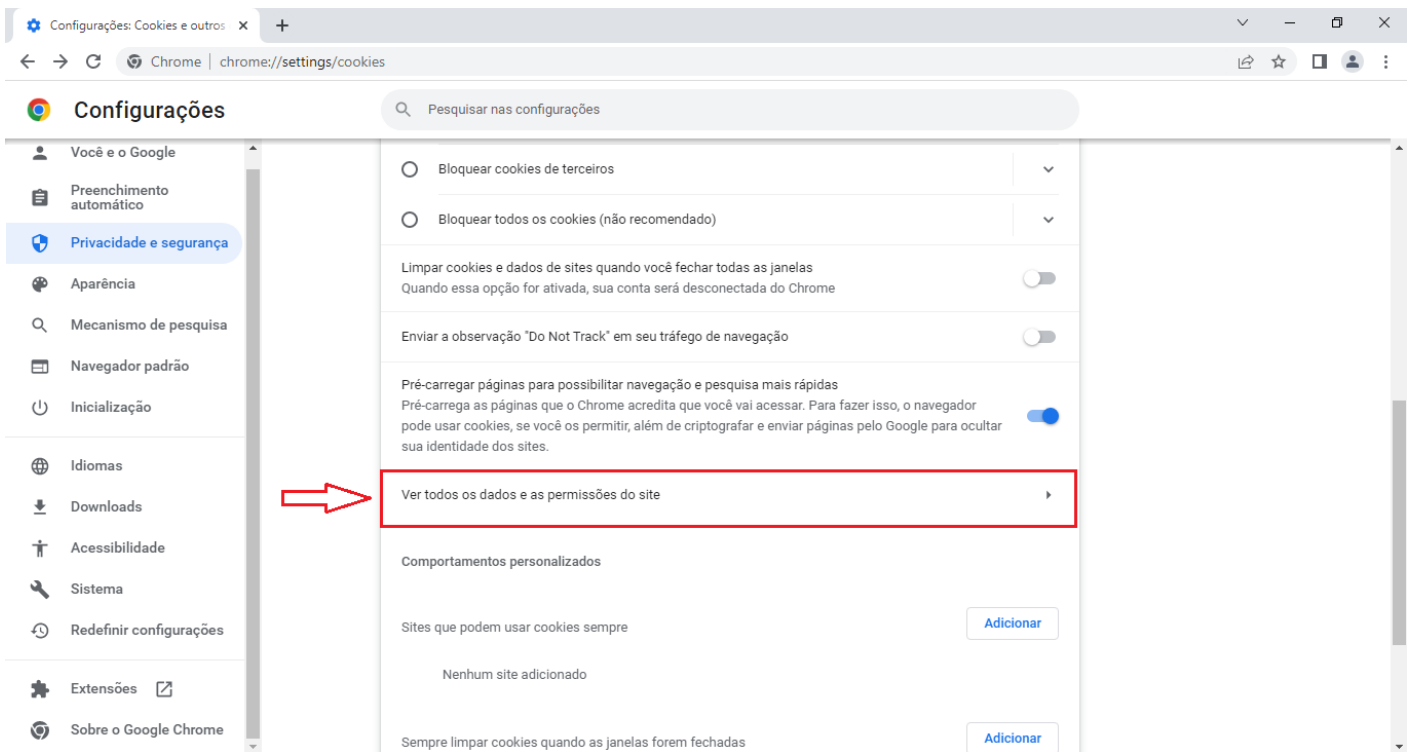 Configurações: Cookies e outros
Chrome | chrome://settings/cookies
Configurações
Pesquisar nas configurações
Você e o Google
Preenchimento
automático
Privacidade e segurança
Aparência
Mecanismo de pesquisa
Navegador padrão
Inicialização
Idiomas
Downloads
Acessibilidade
Sistema
Redefinir configurações
Extensões
Sobre o Google Chrome
Bloquear cookies de terceiros
Bloquear todos os cookies (não recomendado)
Limpar cookies e dados de sites quando você fechar todas as janelas
Quando essa opção for ativada, sua conta será desconectada do Chrome
Enviar a observação "Do Not Track" em seu tráfego de navegação
Pré-carregar páginas para possibilitar navegação e pesquisa mais rápidas
Pré-carrega as páginas que o Chrome acredita que você vai acessar. Para fazer isso, o navegador
pode usar cookies, se você os permitir, além de criptografar e enviar páginas pelo Google para ocultar
sua identidade dos sites.
Ver todos os dados e as permissões do site
Comportamentos personalizados
Sites que podem usar cookies sempre
Adicionar
Nenhum site adicionado
Sempre limpar cookies quando as janelas forem fechadas
Adicionar